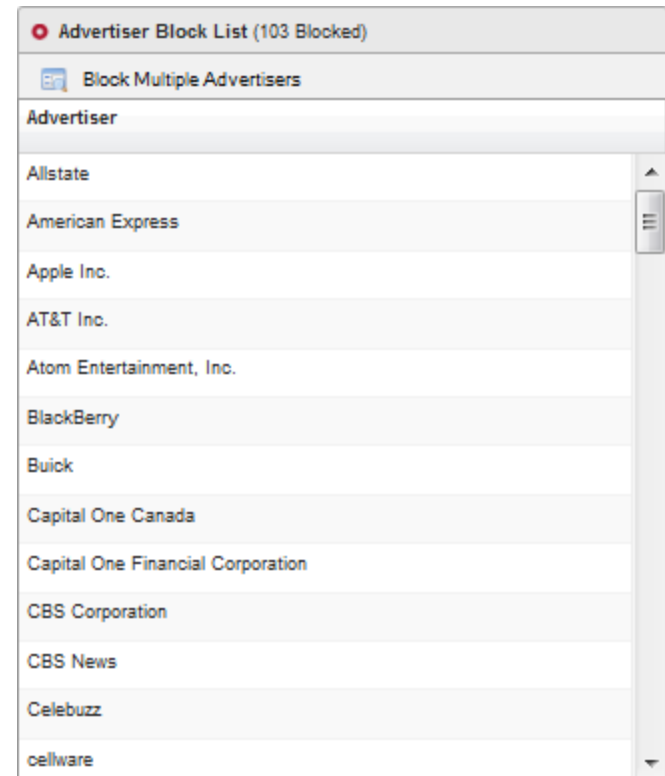 Advertiser Block List (103 Blocked)
Block Multiple Advertisers
Advertiser
Allstate
American Express
Apple Inc.
AT&T Inc.
Atom Entertainment, Inc.
BlackBerry
Buick
Capital One Canada
Capital One Financial Corporation
CBS Corporation
CBS News
Celebuzz
cellware